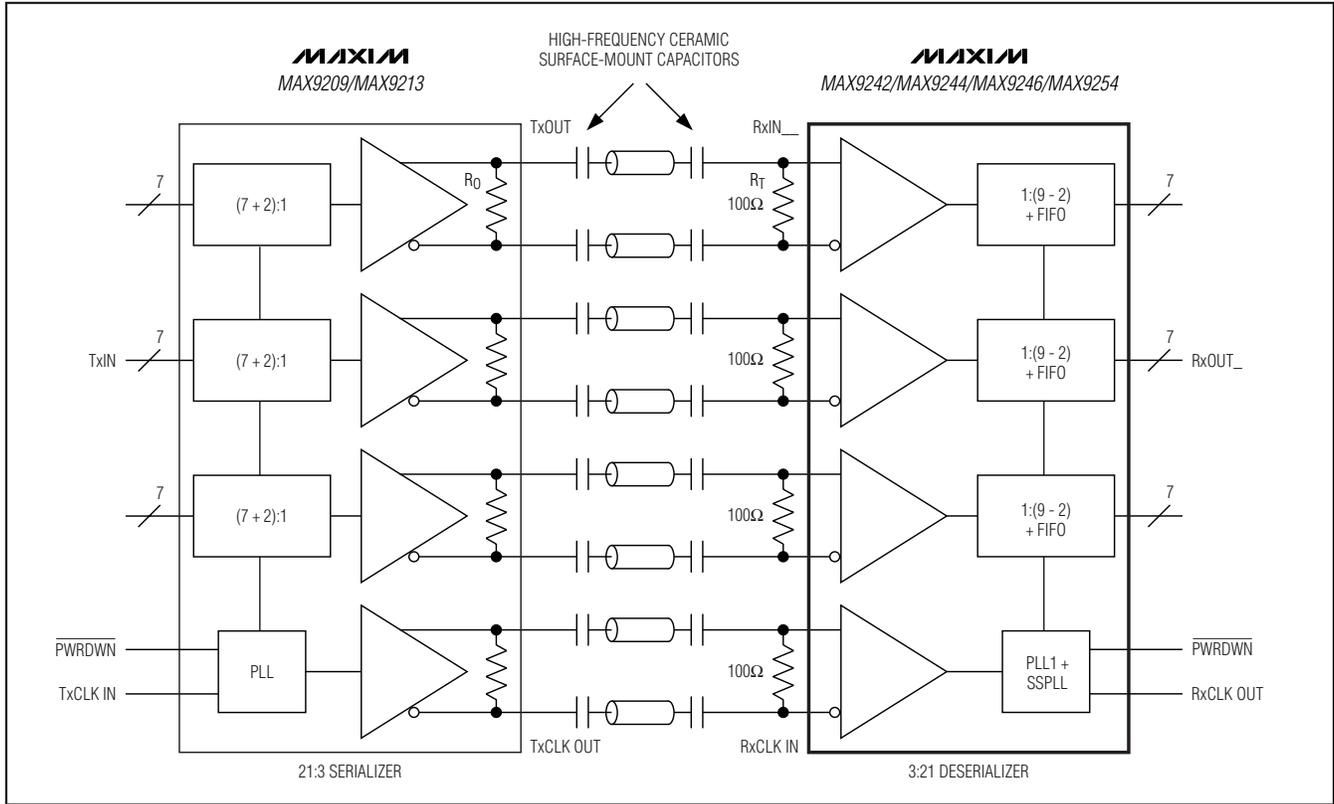 HIGH-FREQUENCY CERAMIC
SURFACE-MOUNT CAPACITORS
MAXIM
MAX9209/MAX9213
MAXIM
MAX9242/MAX9244/MAX9246/MAX9254
TxOUT
RxIN__
7
(7 + 2):1
RO
RT
100Ω
1:(9 - 2)
+ FIFO
7
TxIN
7
(7 + 2):1
100Ω
1:(9 - 2)
+ FIFO
7
RxOUT_
7
(7 + 2):1
100Ω
1:(9 - 2)
+ FIFO
7
PWRDWN
TxCLK IN
PLL
100Ω
PLL1 +
SSPLL
PWRDWN
RxCLK OUT
TxCLK OUT
RxCLK IN
21:3 SERIALIZER
3:21 DESERIALIZER